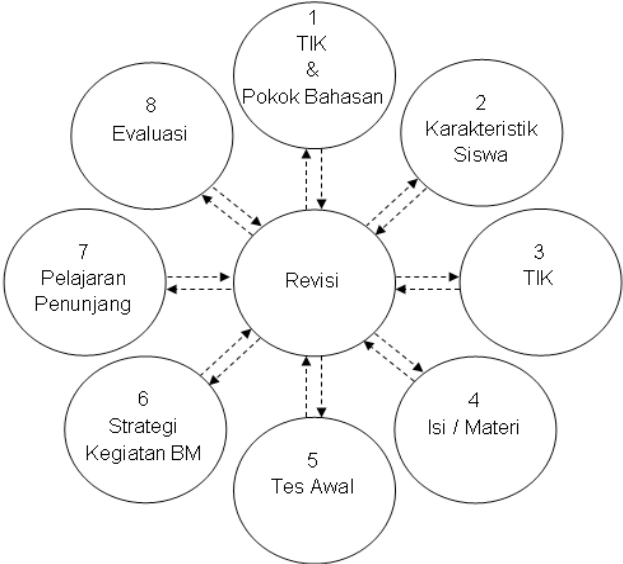 1
TIK
&
Pokok Bahasan
2
Karakteristik
Siswa
3
TIK
4
Isi / Materi
5
Tes Awal
6
Strategi
Kegiatan BM
7
Pelajaran
Penunjang
8
Evaluasi
Revisi